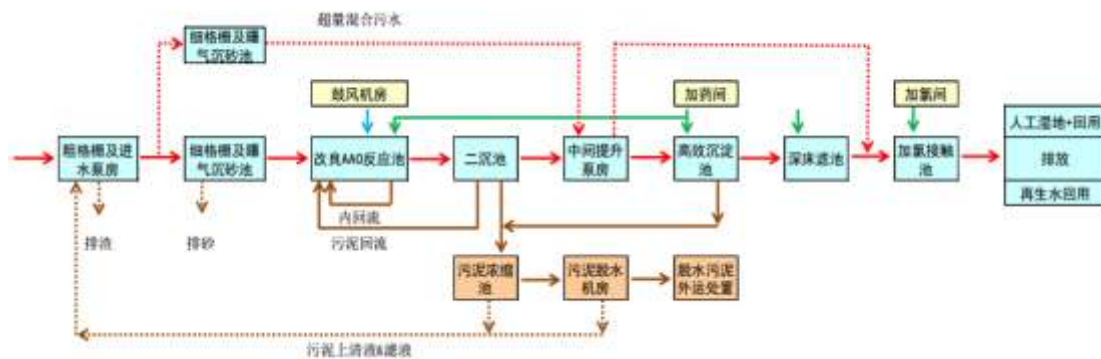 超量混合污水
细格栅及曝
气沉砂池
鼓风机房
加药间
加氯间
粗格栅及进
水泵房
细格栅及曝
气沉砂池
改良AAO反应池
二沉池
中间提升
泵房
高效沉淀
池
深床滤池
加氯接触
池
人工湿地+回用
排放
再生水回用
内回流
污泥回流
排渣
排砂
污泥浓缩
池
污泥脱水
机房
脱水污泥
外运处置
污泥上清液&滤液